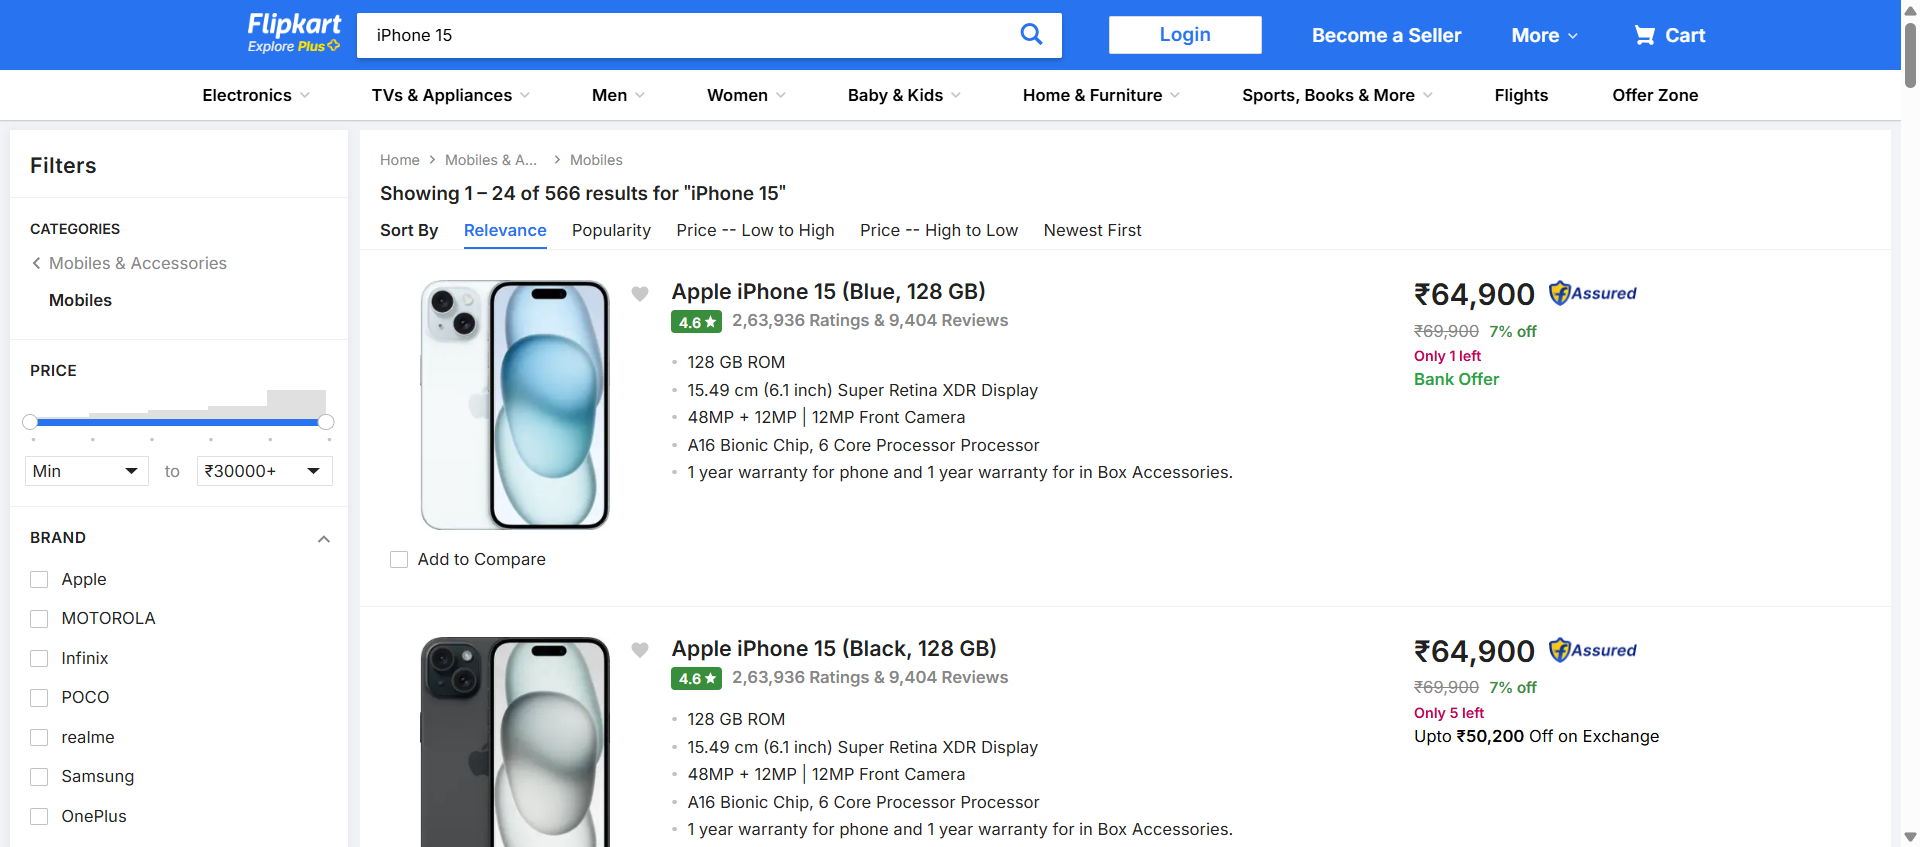 Flipkart
Explore Plus
iPhone 15
Login
Become a Seller
More
Cart
Electronics
TVs & Appliances
Men
Women
Baby & Kids
Home & Furniture
Sports, Books & More
Flights
Offer Zone
Filters
CATEGORIES
Mobiles & Accessories
Mobiles
PRICE
Min
to
₹30000+
BRAND
Apple
MOTOROLA
Infinix
POCO
realme
Samsung
OnePlus
Home
Mobiles & A...
Mobiles
Showing 1 – 24 of 566 results for "iPhone 15"
Sort By
Relevance
Popularity
Price -- Low to High
Price -- High to Low
Newest First
Apple iPhone 15 (Blue, 128 GB)
4.6
2,63,936 Ratings & 9,404 Reviews
128 GB ROM
15.49 cm (6.1 inch) Super Retina XDR Display
48MP + 12MP | 12MP Front Camera
A16 Bionic Chip, 6 Core Processor Processor
1 year warranty for phone and 1 year warranty for in Box Accessories.
₹64,900
Assured
₹69,900 7% off
Only 1 left
Bank Offer
Add to Compare
Apple iPhone 15 (Black, 128 GB)
4.6
2,63,936 Ratings & 9,404 Reviews
128 GB ROM
15.49 cm (6.1 inch) Super Retina XDR Display
48MP + 12MP | 12MP Front Camera
A16 Bionic Chip, 6 Core Processor Processor
1 year warranty for phone and 1 year warranty for in Box Accessories.
₹64,900
Assured
₹69,900 7% off
Only 5 left
Upto ₹50,200 Off on Exchange